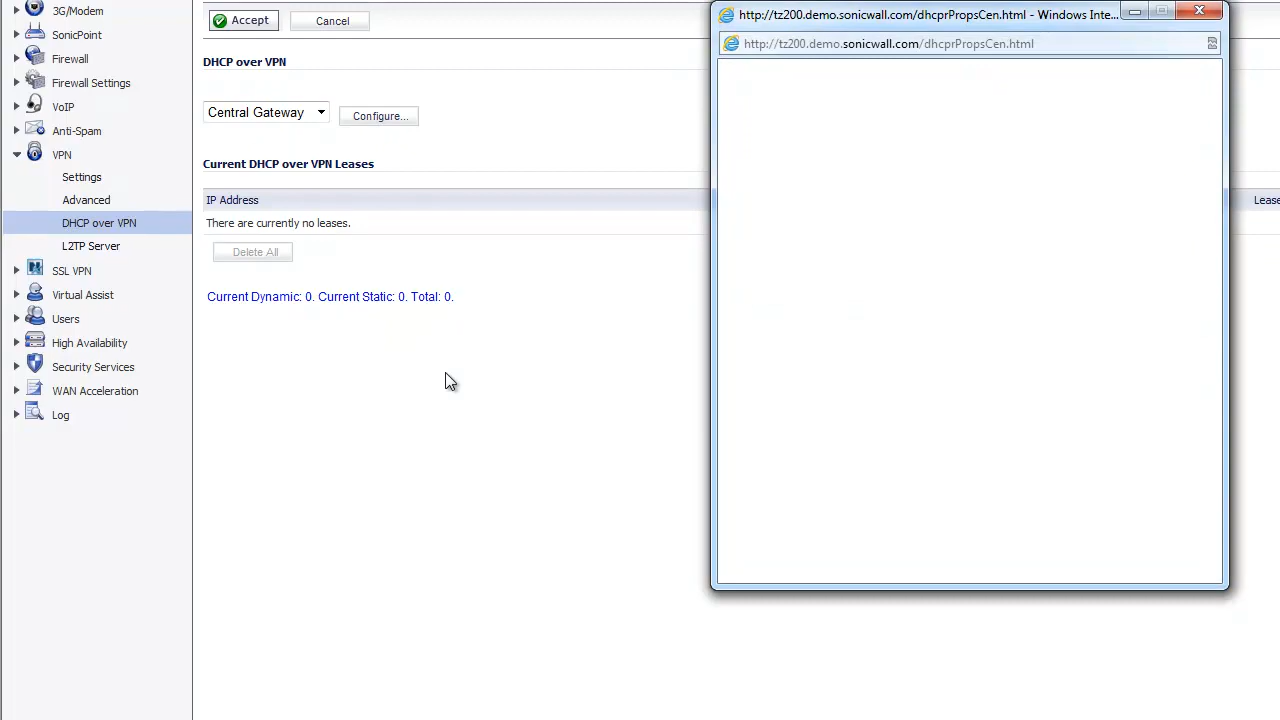 3G/Modem
SonicPoint
Firewall
Firewall Settings
VoIP
Anti-Spam
VPN
Settings
Advanced
DHCP over VPN
L2TP Server
SSL VPN
Virtual Assist
Users
High Availability
Security Services
WAN Acceleration
Log
Accept Cancel
DHCP over VPN
Central Gateway Configure...
Current DHCP over VPN Leases
IP Address
There are currently no leases.
Delete All
Current Dynamic: 0. Current Static: 0. Total: 0.
Lease
http://tz200.demo.sonicwall.com/dhcprPropsCen.html - Windows Inte...
http://tz200.demo.sonicwall.com/dhcprPropsCen.html